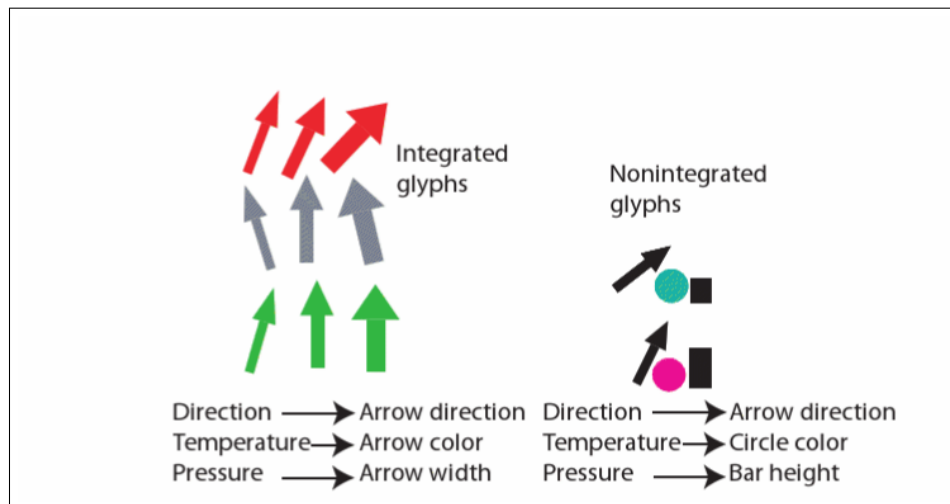 Integrated
glyphs
Nonintegrated
glyphs
Direction Arrow direction
Temperature Arrow color
Pressure Arrow width
Direction Arrow direction
Temperature Circle color
Pressure Bar height